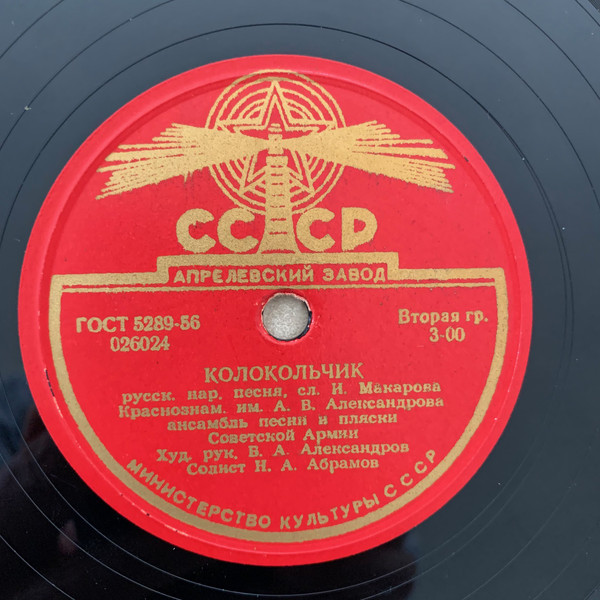 СССР
АПРЕЛЕВСКИЙ ЗАВОД
ГОСТ 5289-56
026024
Вторая гр.
3-00
КОЛОКОЛЬЧИК
русск. нар. песня, сл. И. Макарова
Краснознам. им. А. В. Александрова
ансамбль песни и пляски
Советской Армии
Худ. рук. Б. А. Александров
Солист Н. А. Абрамов
МИНИСТЕРСТВО КУЛЬТУРЫ СССР